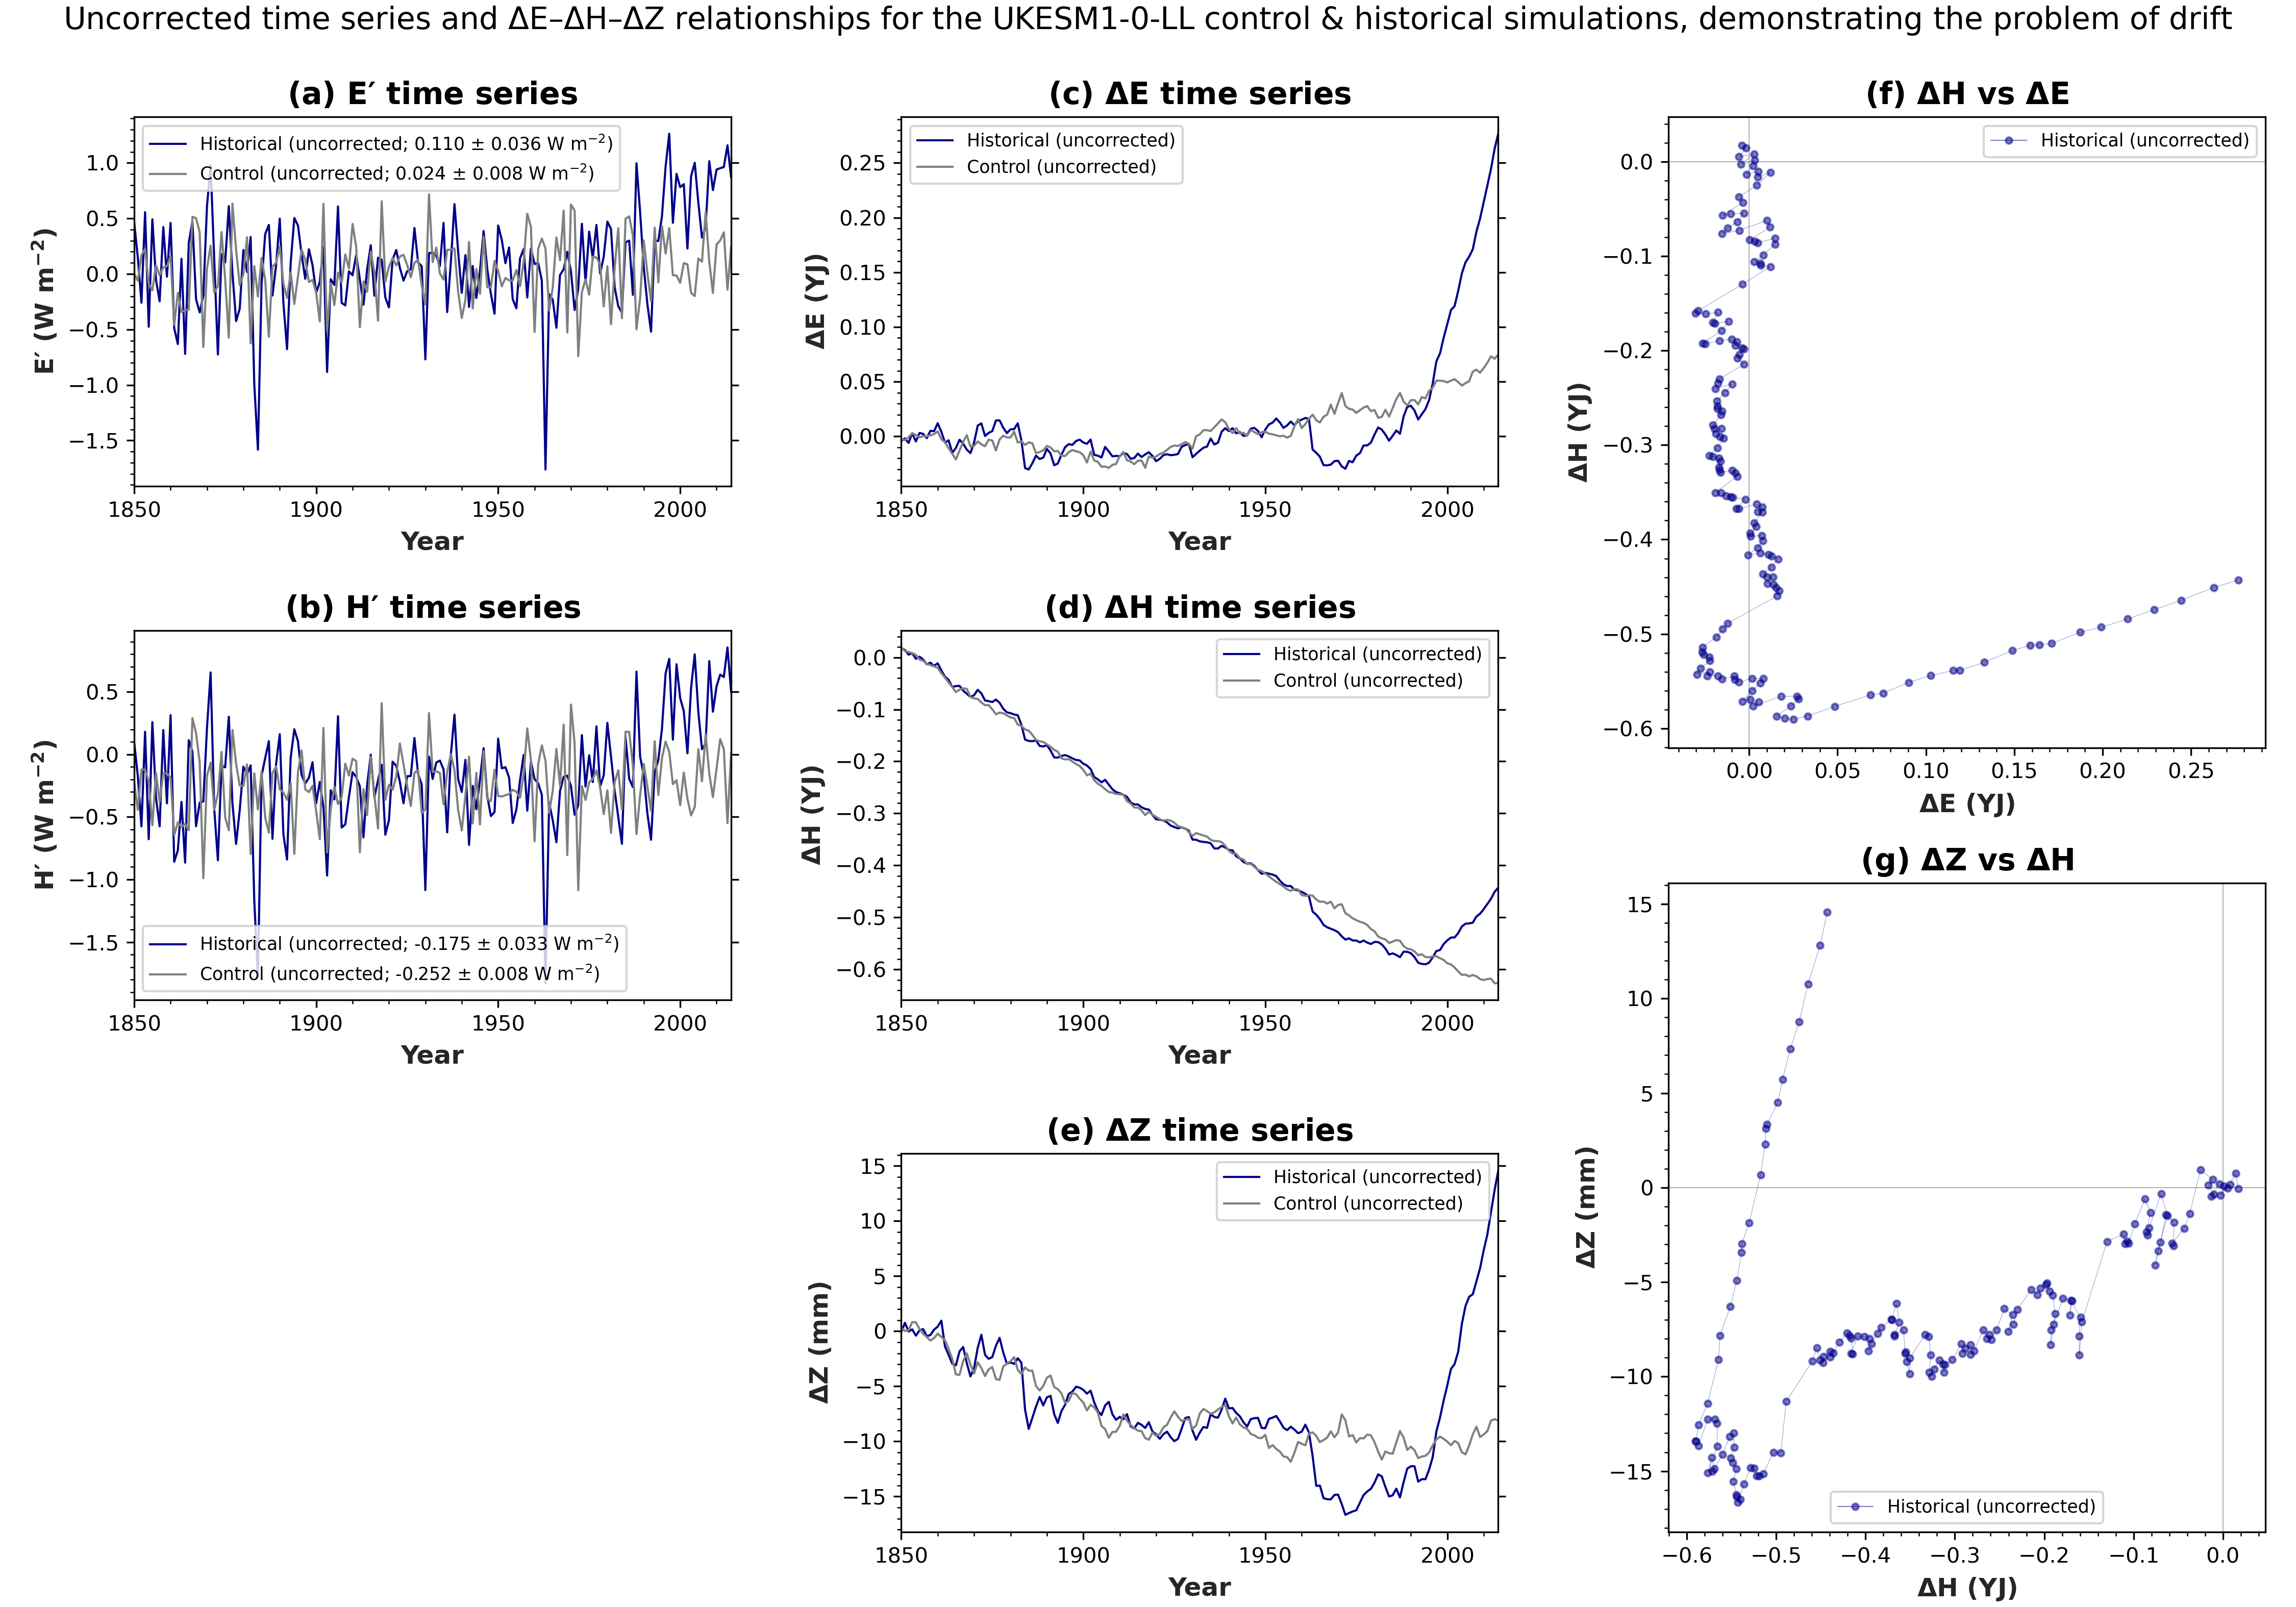 Uncorrected time series and ΔE–ΔH–ΔZ relationships for the UKESM1-0-LL control & historical simulations, demonstrating the problem of drift
(a) E′ time series
Historical (uncorrected; 0.110 ± 0.036 W m⁻²)
Control (uncorrected; 0.024 ± 0.008 W m⁻²)
1.0
0.5
0.0
−0.5
−1.0
−1.5
E′ (W m⁻²)
1850 1900 1950 2000
Year
(b) H′ time series
0.5
0.0
−0.5
−1.0
−1.5
H′ (W m⁻²)
Historical (uncorrected; -0.175 ± 0.033 W m⁻²)
Control (uncorrected; -0.252 ± 0.008 W m⁻²)
1850 1900 1950 2000
Year
(c) ΔE time series
Historical (uncorrected)
Control (uncorrected)
0.25
0.20
0.15
0.10
0.05
0.00
ΔE (YJ)
1850 1900 1950 2000
Year
(d) ΔH time series
Historical (uncorrected)
Control (uncorrected)
0.0
−0.1
−0.2
−0.3
−0.4
−0.5
−0.6
ΔH (YJ)
1850 1900 1950 2000
Year
(e) ΔZ time series
Historical (uncorrected)
Control (uncorrected)
15
10
5
0
−5
−10
−15
ΔZ (mm)
1850 1900 1950 2000
Year
(f) ΔH vs ΔE
Historical (uncorrected)
0.0
−0.1
−0.2
−0.3
−0.4
−0.5
−0.6
ΔH (YJ)
0.00 0.05 0.10 0.15 0.20 0.25
ΔE (YJ)
(g) ΔZ vs ΔH
15
10
5
0
−5
−10
−15
ΔZ (mm)
Historical (uncorrected)
−0.6 −0.5 −0.4 −0.3 −0.2 −0.1 0.0
ΔH (YJ)